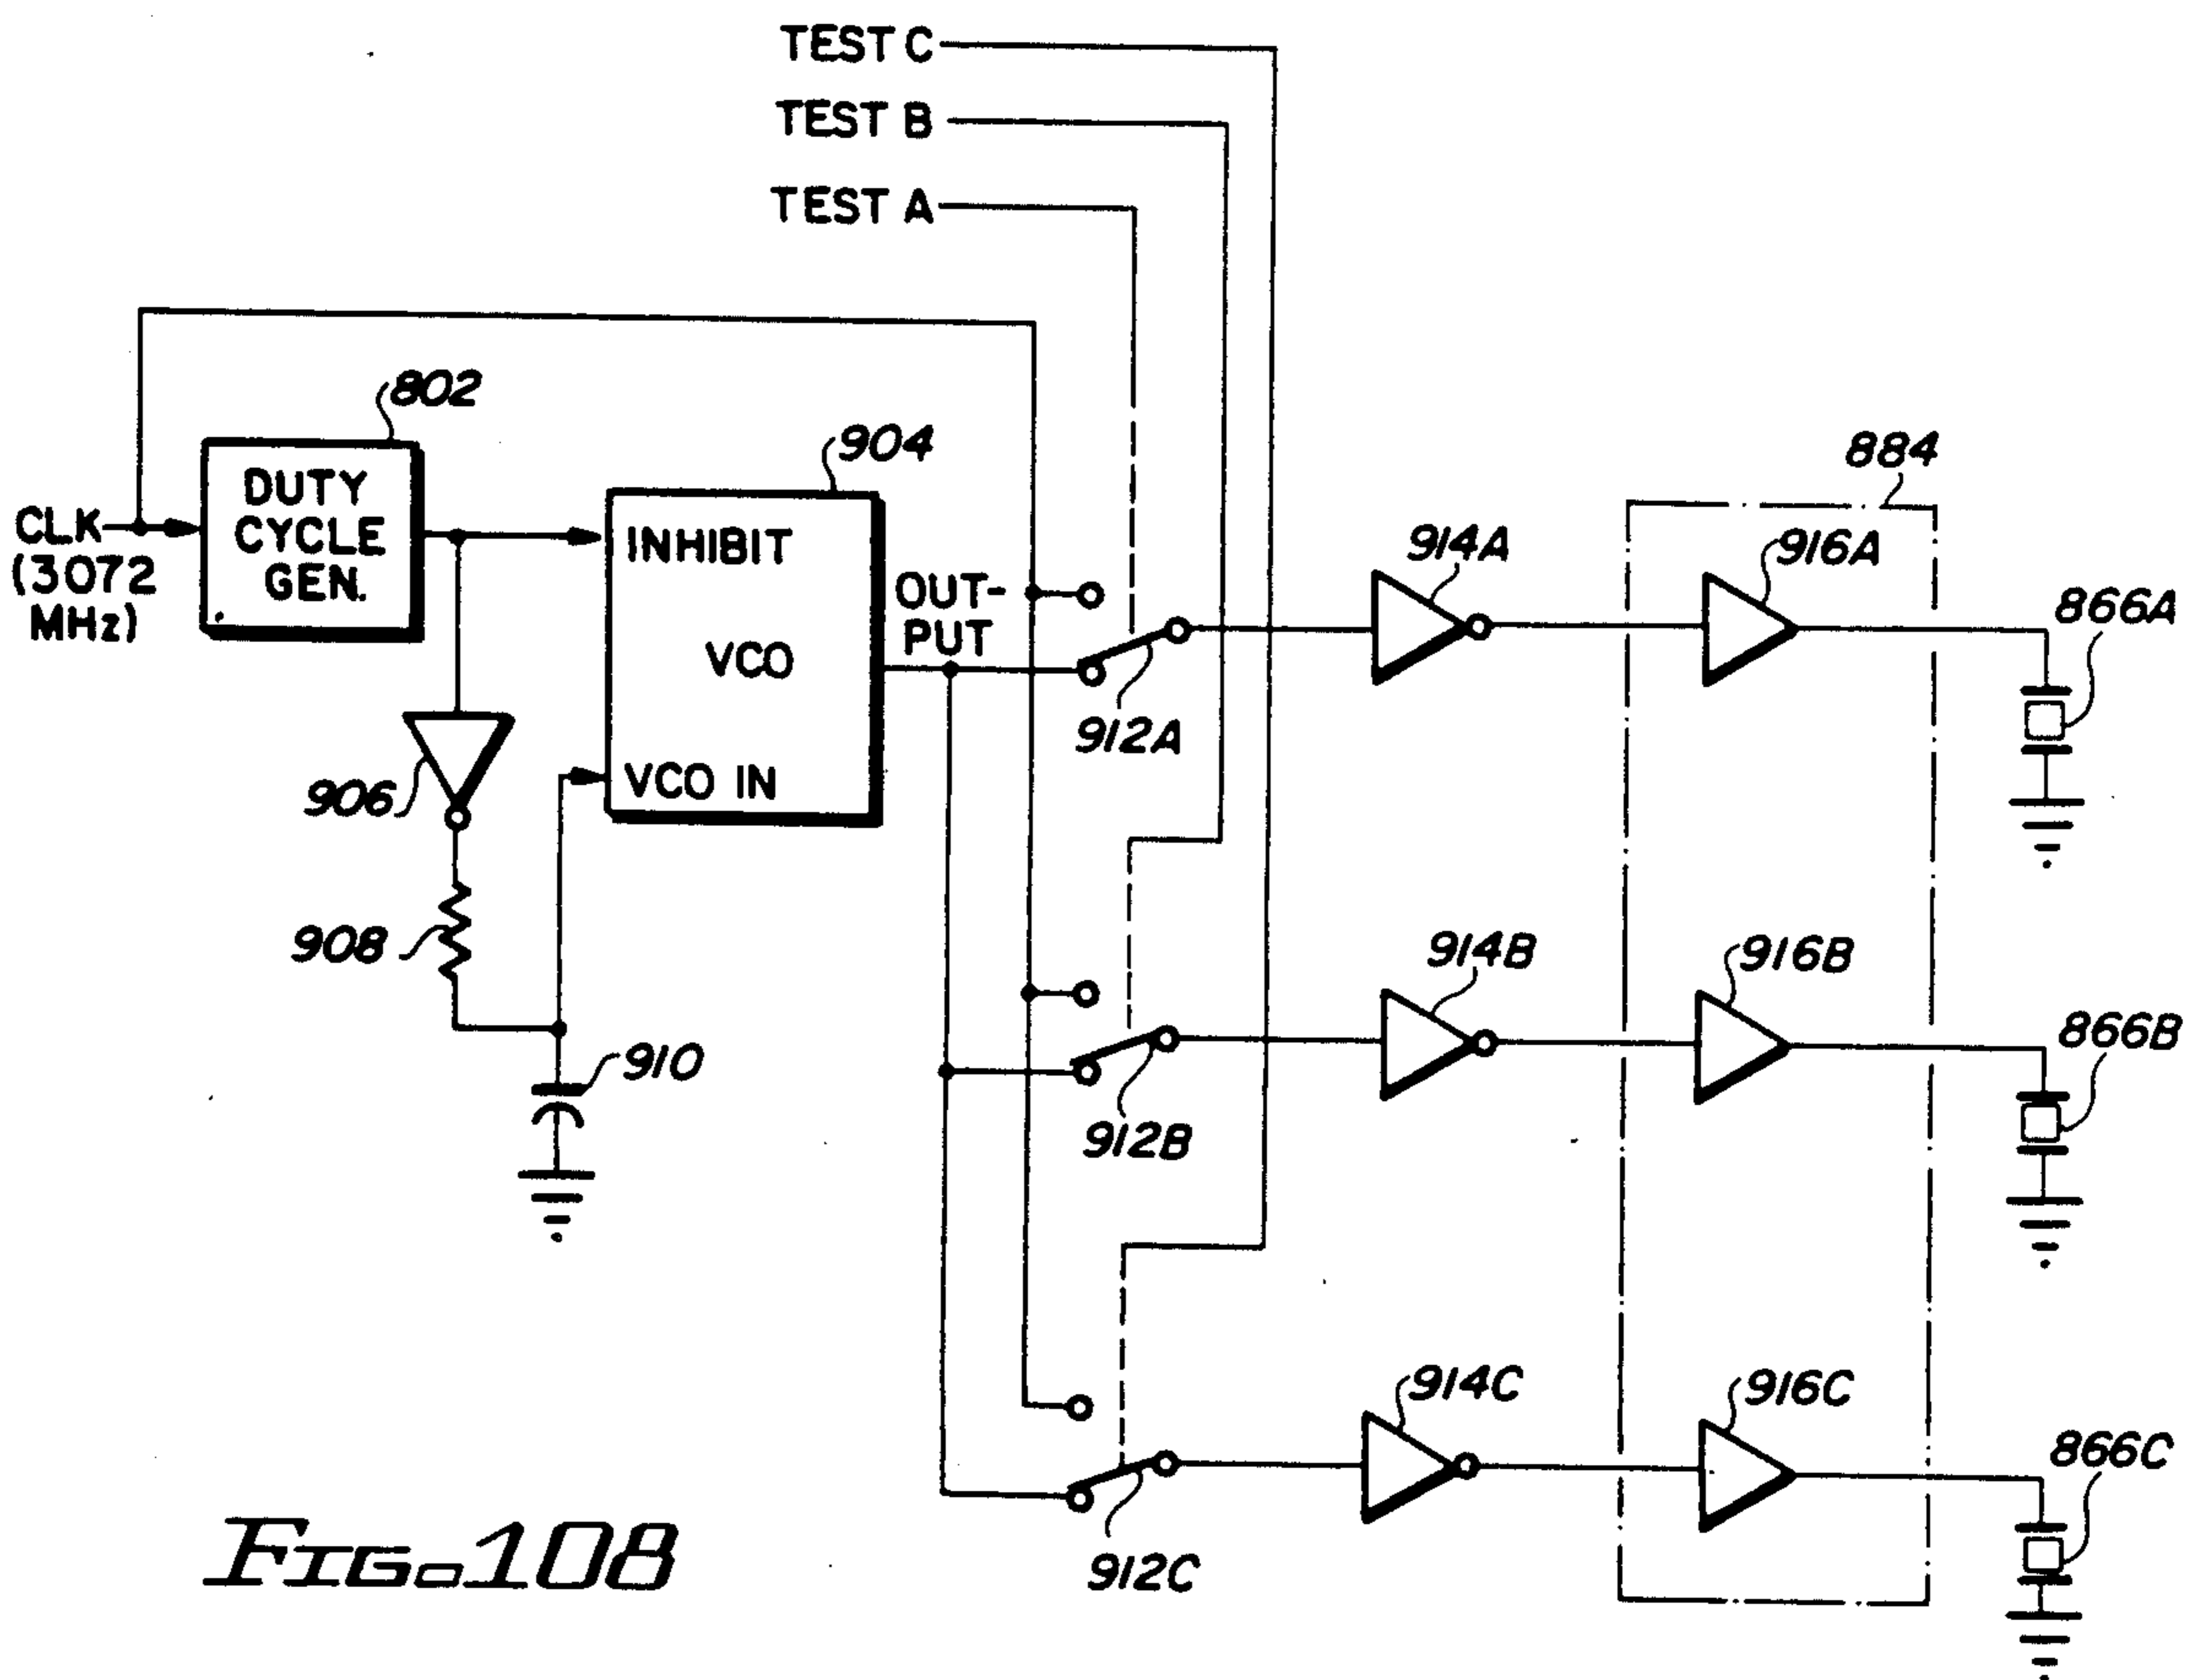 TEST C
TEST B
TEST A
802
904
884
CLK
(3072
MHz)
DUTY
CYCLE
GEN.
INHIBIT
VCO
VCO IN
OUT-
PUT
914A
916A
866A
912A
906
908
910
914B
916B
866B
912B
914C
916C
866C
912C
FIG. 108